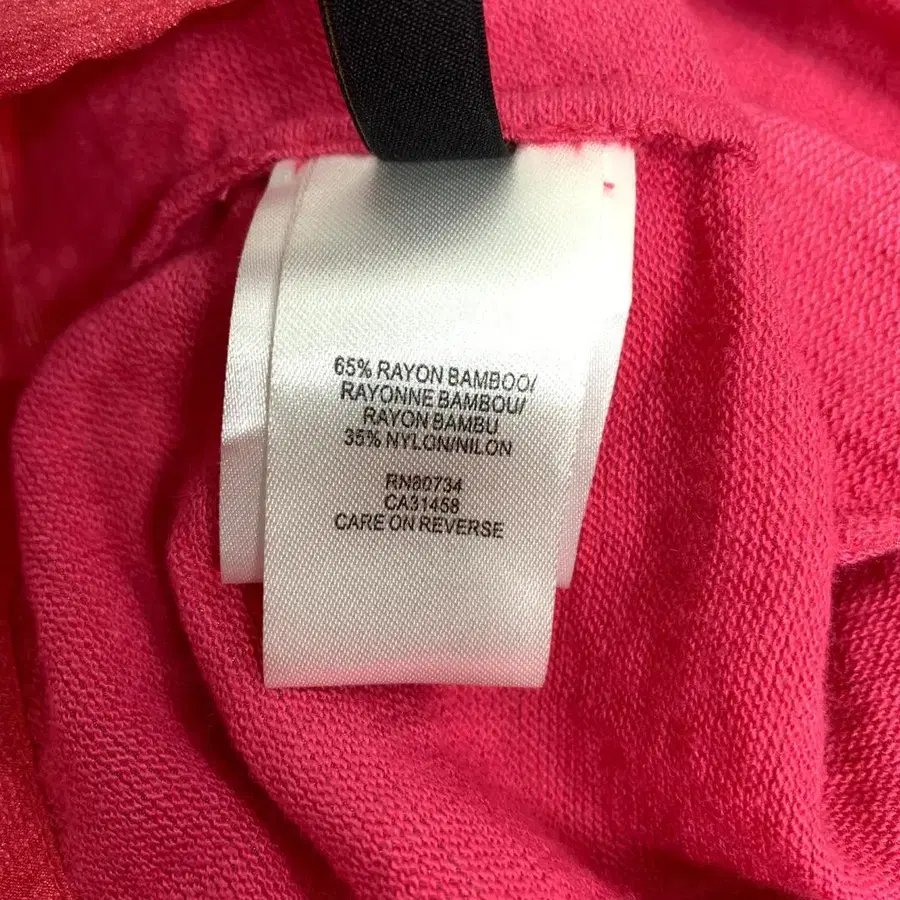 65% RAYON BAMBOO/
RAYONNE BAMBOU/
RAYON BAMBU
35% NYLON/NILON
RN80734
CA31458
CARE ON REVERSE